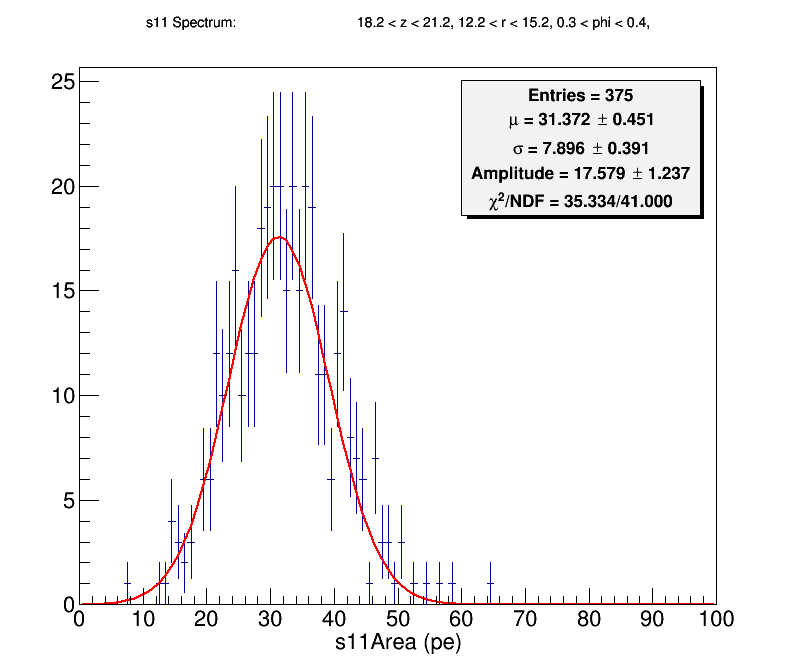 s11 Spectrum: 18.2 < z < 21.2, 12.2 < r < 15.2, 0.3 < phi < 0.4,
Entries = 375
μ = 31.372 ± 0.451
σ = 7.896 ± 0.391
Amplitude = 17.579 ± 1.237
χ²/NDF = 35.334/41.000
25
20
15
10
5
0
0 10 20 30 40 50 60 70 80 90 100
s11Area (pe)